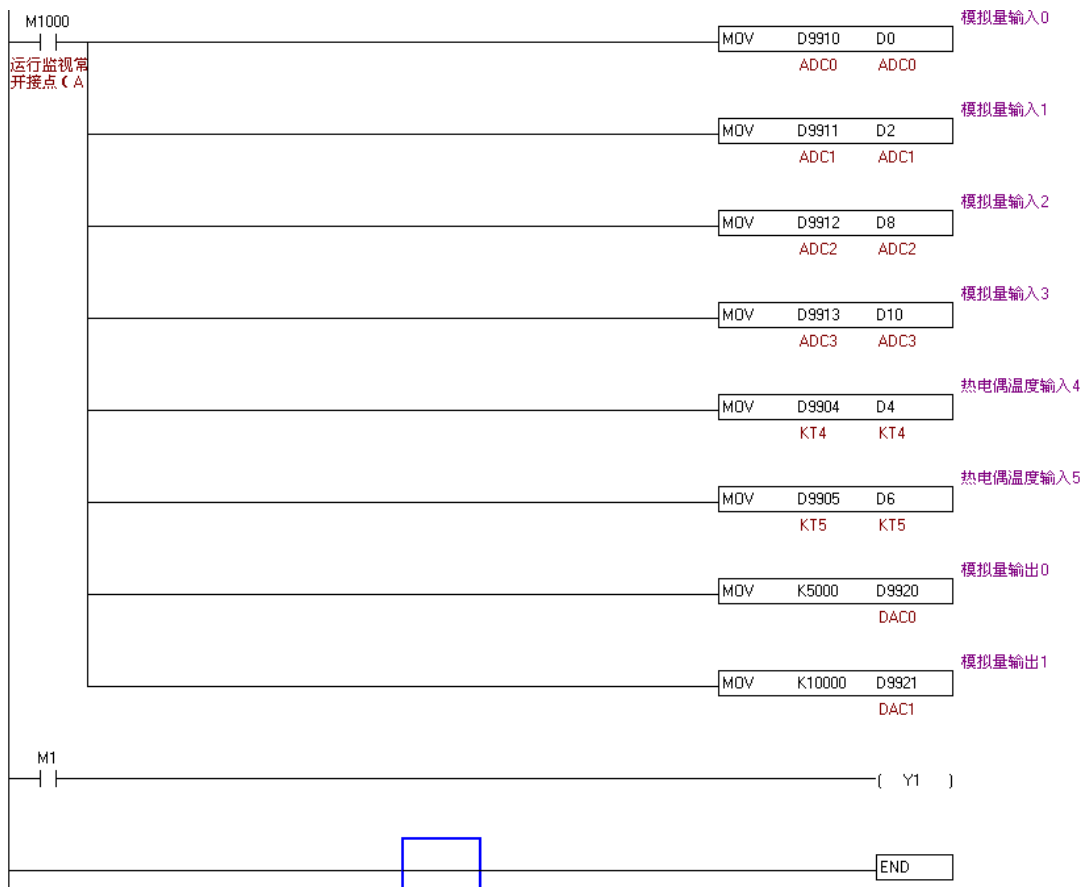 M1000
运行监视常
开接点(A
模拟量输入0
MOV D9910 D0
ADC0 ADC0
模拟量输入1
MOV D9911 D2
ADC1 ADC1
模拟量输入2
MOV D9912 D8
ADC2 ADC2
模拟量输入3
MOV D9913 D10
ADC3 ADC3
热电偶温度输入4
MOV D9904 D4
KT4 KT4
热电偶温度输入5
MOV D9905 D6
KT5 KT5
模拟量输出0
MOV K5000 D9920
DAC0
模拟量输出1
MOV K10000 D9921
DAC1
M1
( Y1 )
END